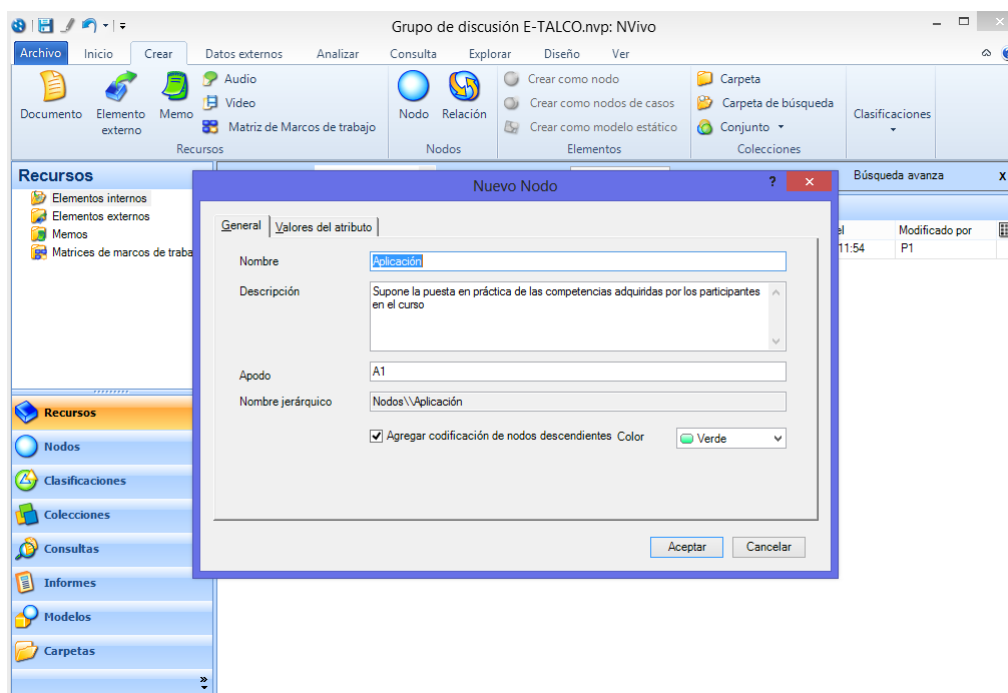 Grupo de discusión E-TALCO.nvp: NVivo
Archivo Inicio Crear Datos externos Analizar Consulta Explorar Diseño Ver
Documento
Elemento externo
Memo
Audio
Video
Matriz de Marcos de trabajo
Recursos
Nodo
Relación
Nodos
Crear como nodo
Crear como nodos de casos
Crear como modelo estático
Elementos
Carpeta
Carpeta de búsqueda
Conjunto
Colecciones
Clasificaciones
Recursos
Elementos internos
Elementos externos
Memos
Matrices de marcos de traba
Búsqueda avanza X
el Modificado por
11:54 P1
Nuevo Nodo ? x
General Valores del atributo
Nombre Aplicación
Descripción Supone la puesta en práctica de las competencias adquiridas por los participantes
en el curso
Apodo A1
Nombre jerárquico Nodos\\Aplicación
Agregar codificación de nodos descendientes Color Verde
Aceptar Cancelar
Recursos
Nodos
Clasificaciones
Colecciones
Consultas
Informes
Modelos
Carpetas